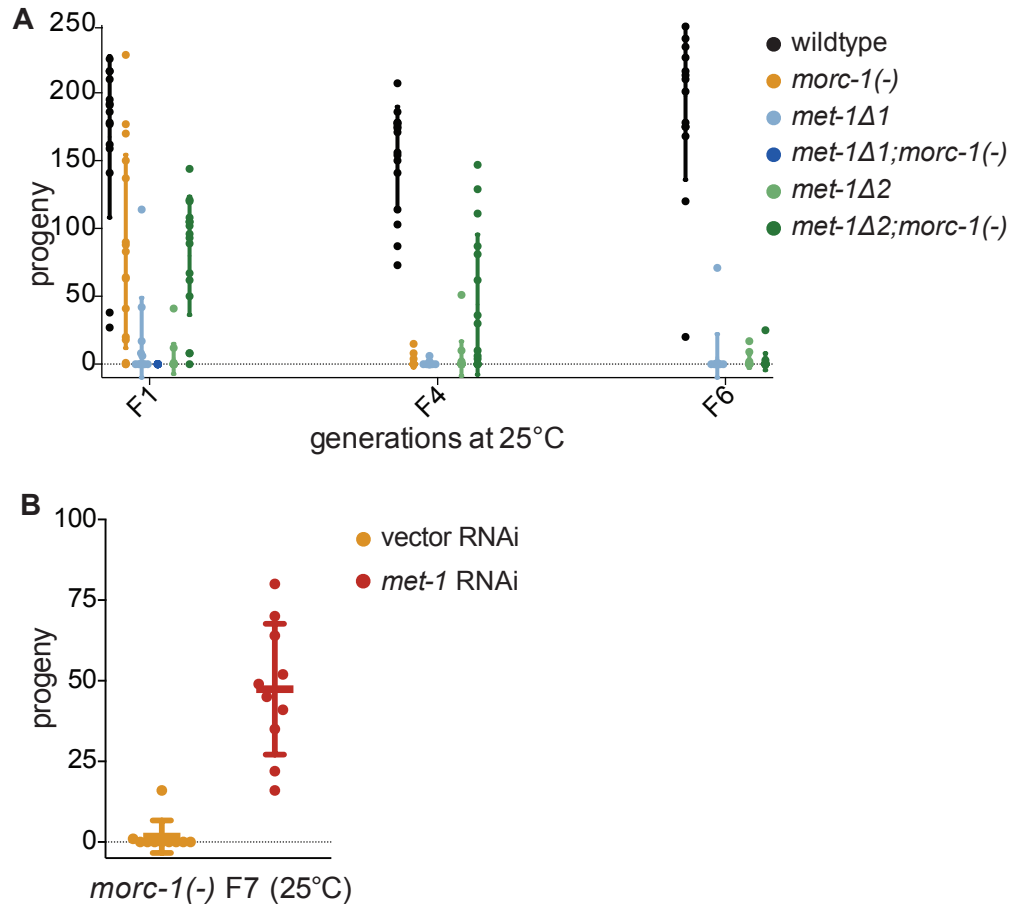 A
250
200
150
100
50
0
progeny
F1
F4
F6
generations at 25°C
wildtype
morc-1(-)
met-1Δ1
met-1Δ1;morc-1(-)
met-1Δ2
met-1Δ2;morc-1(-)
B
100
75
50
25
0
progeny
vector RNAi
met-1 RNAi
morc-1(-) F7 (25°C)